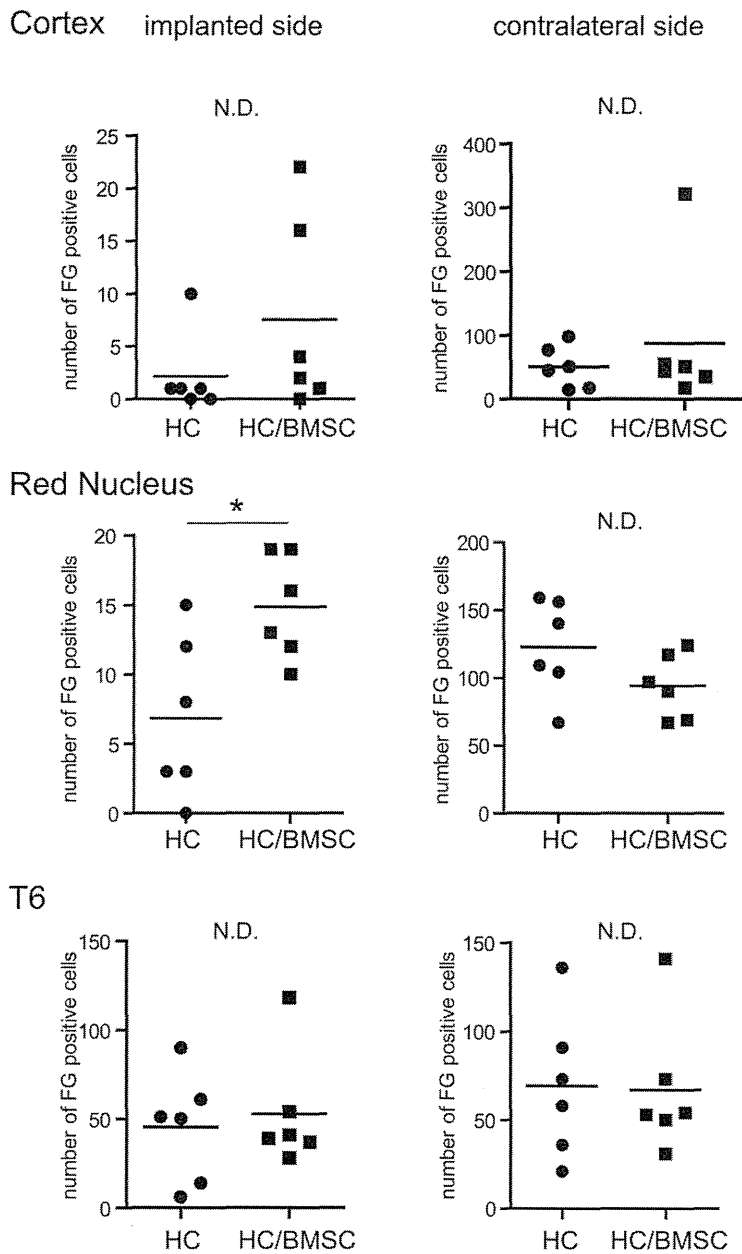 Cortex implanted side contralateral side
N.D. N.D.
number of FG positive cells
25
20
15
10
5
0
HC HC/BMSC
number of FG positive cells
400
300
200
100
0
HC HC/BMSC
Red Nucleus
*
number of FG positive cells
20
15
10
5
0
HC HC/BMSC
N.D.
number of FG positive cells
200
150
100
50
0
HC HC/BMSC
T6
N.D.
number of FG positive cells
150
100
50
0
HC HC/BMSC
N.D.
number of FG positive cells
150
100
50
0
HC HC/BMSC